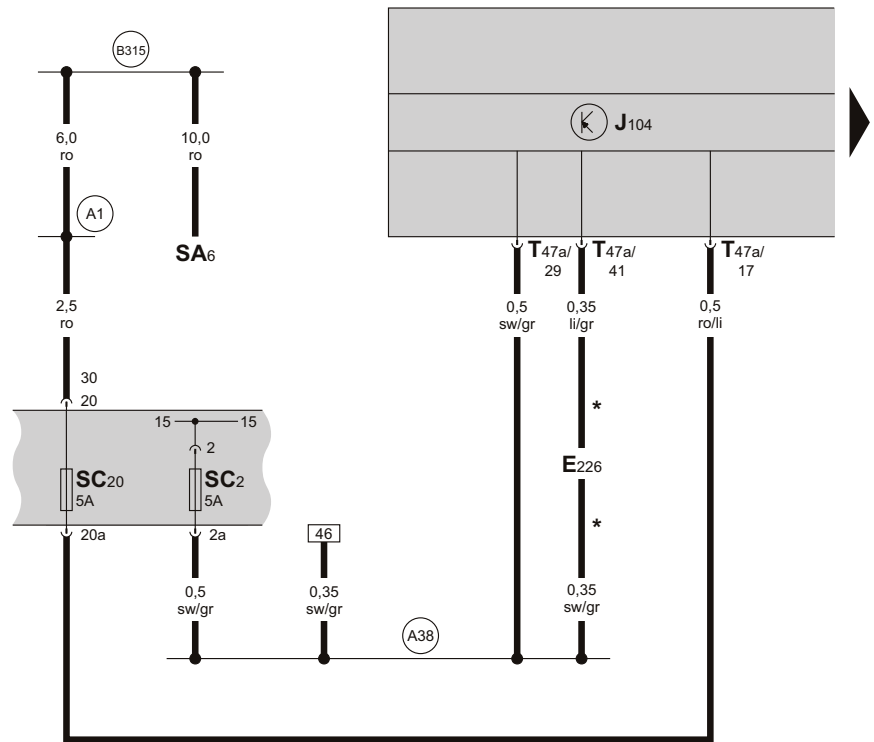 B315
6,0
ro
10,0
ro
J104
A1
SA6
T47a/
29
T47a/
41
T47a/
17
2,5
ro
0,5
sw/gr
0,35
li/gr
0,5
ro/li
30
20
*
15 15
2
E226
SC20
5A
SC2
5A
*
20a
2a
46
0,5
sw/gr
0,35
sw/gr
0,35
sw/gr
A38